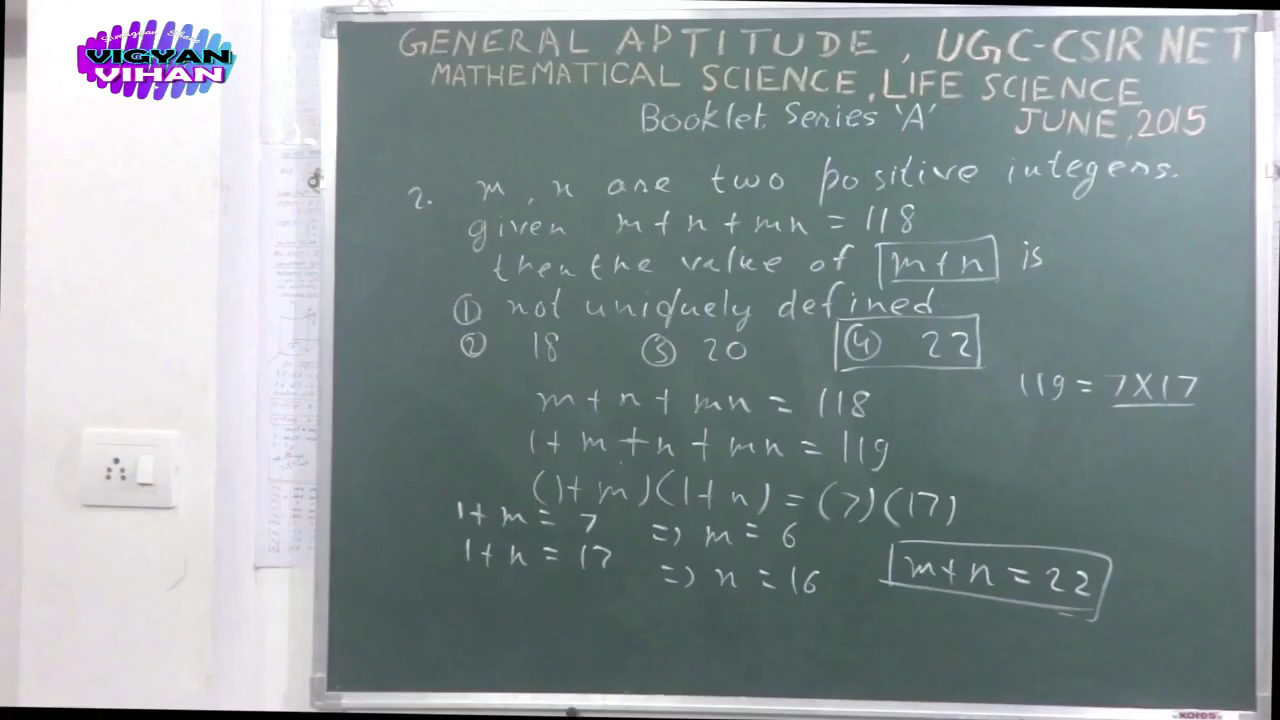 VIGYAN
VIHAN
GENERAL APTITUDE, UGC-CSIR NET
MATHEMATICAL SCIENCE, LIFE SCIENCE
Booklet Series 'A' JUNE, 2015
2. m, n are two positive integers.
given m+n+mn = 118
then the value of m+n is
① not uniquely defined
② 18 ③ 20 ④ 22
119 = 7X17
m+n+mn = 118
1+m+n+mn = 119
(1+m)(1+n) = (7)(17)
1+m = 7 => m = 6
1+n = 17 => n = 16
m+n = 22
kores